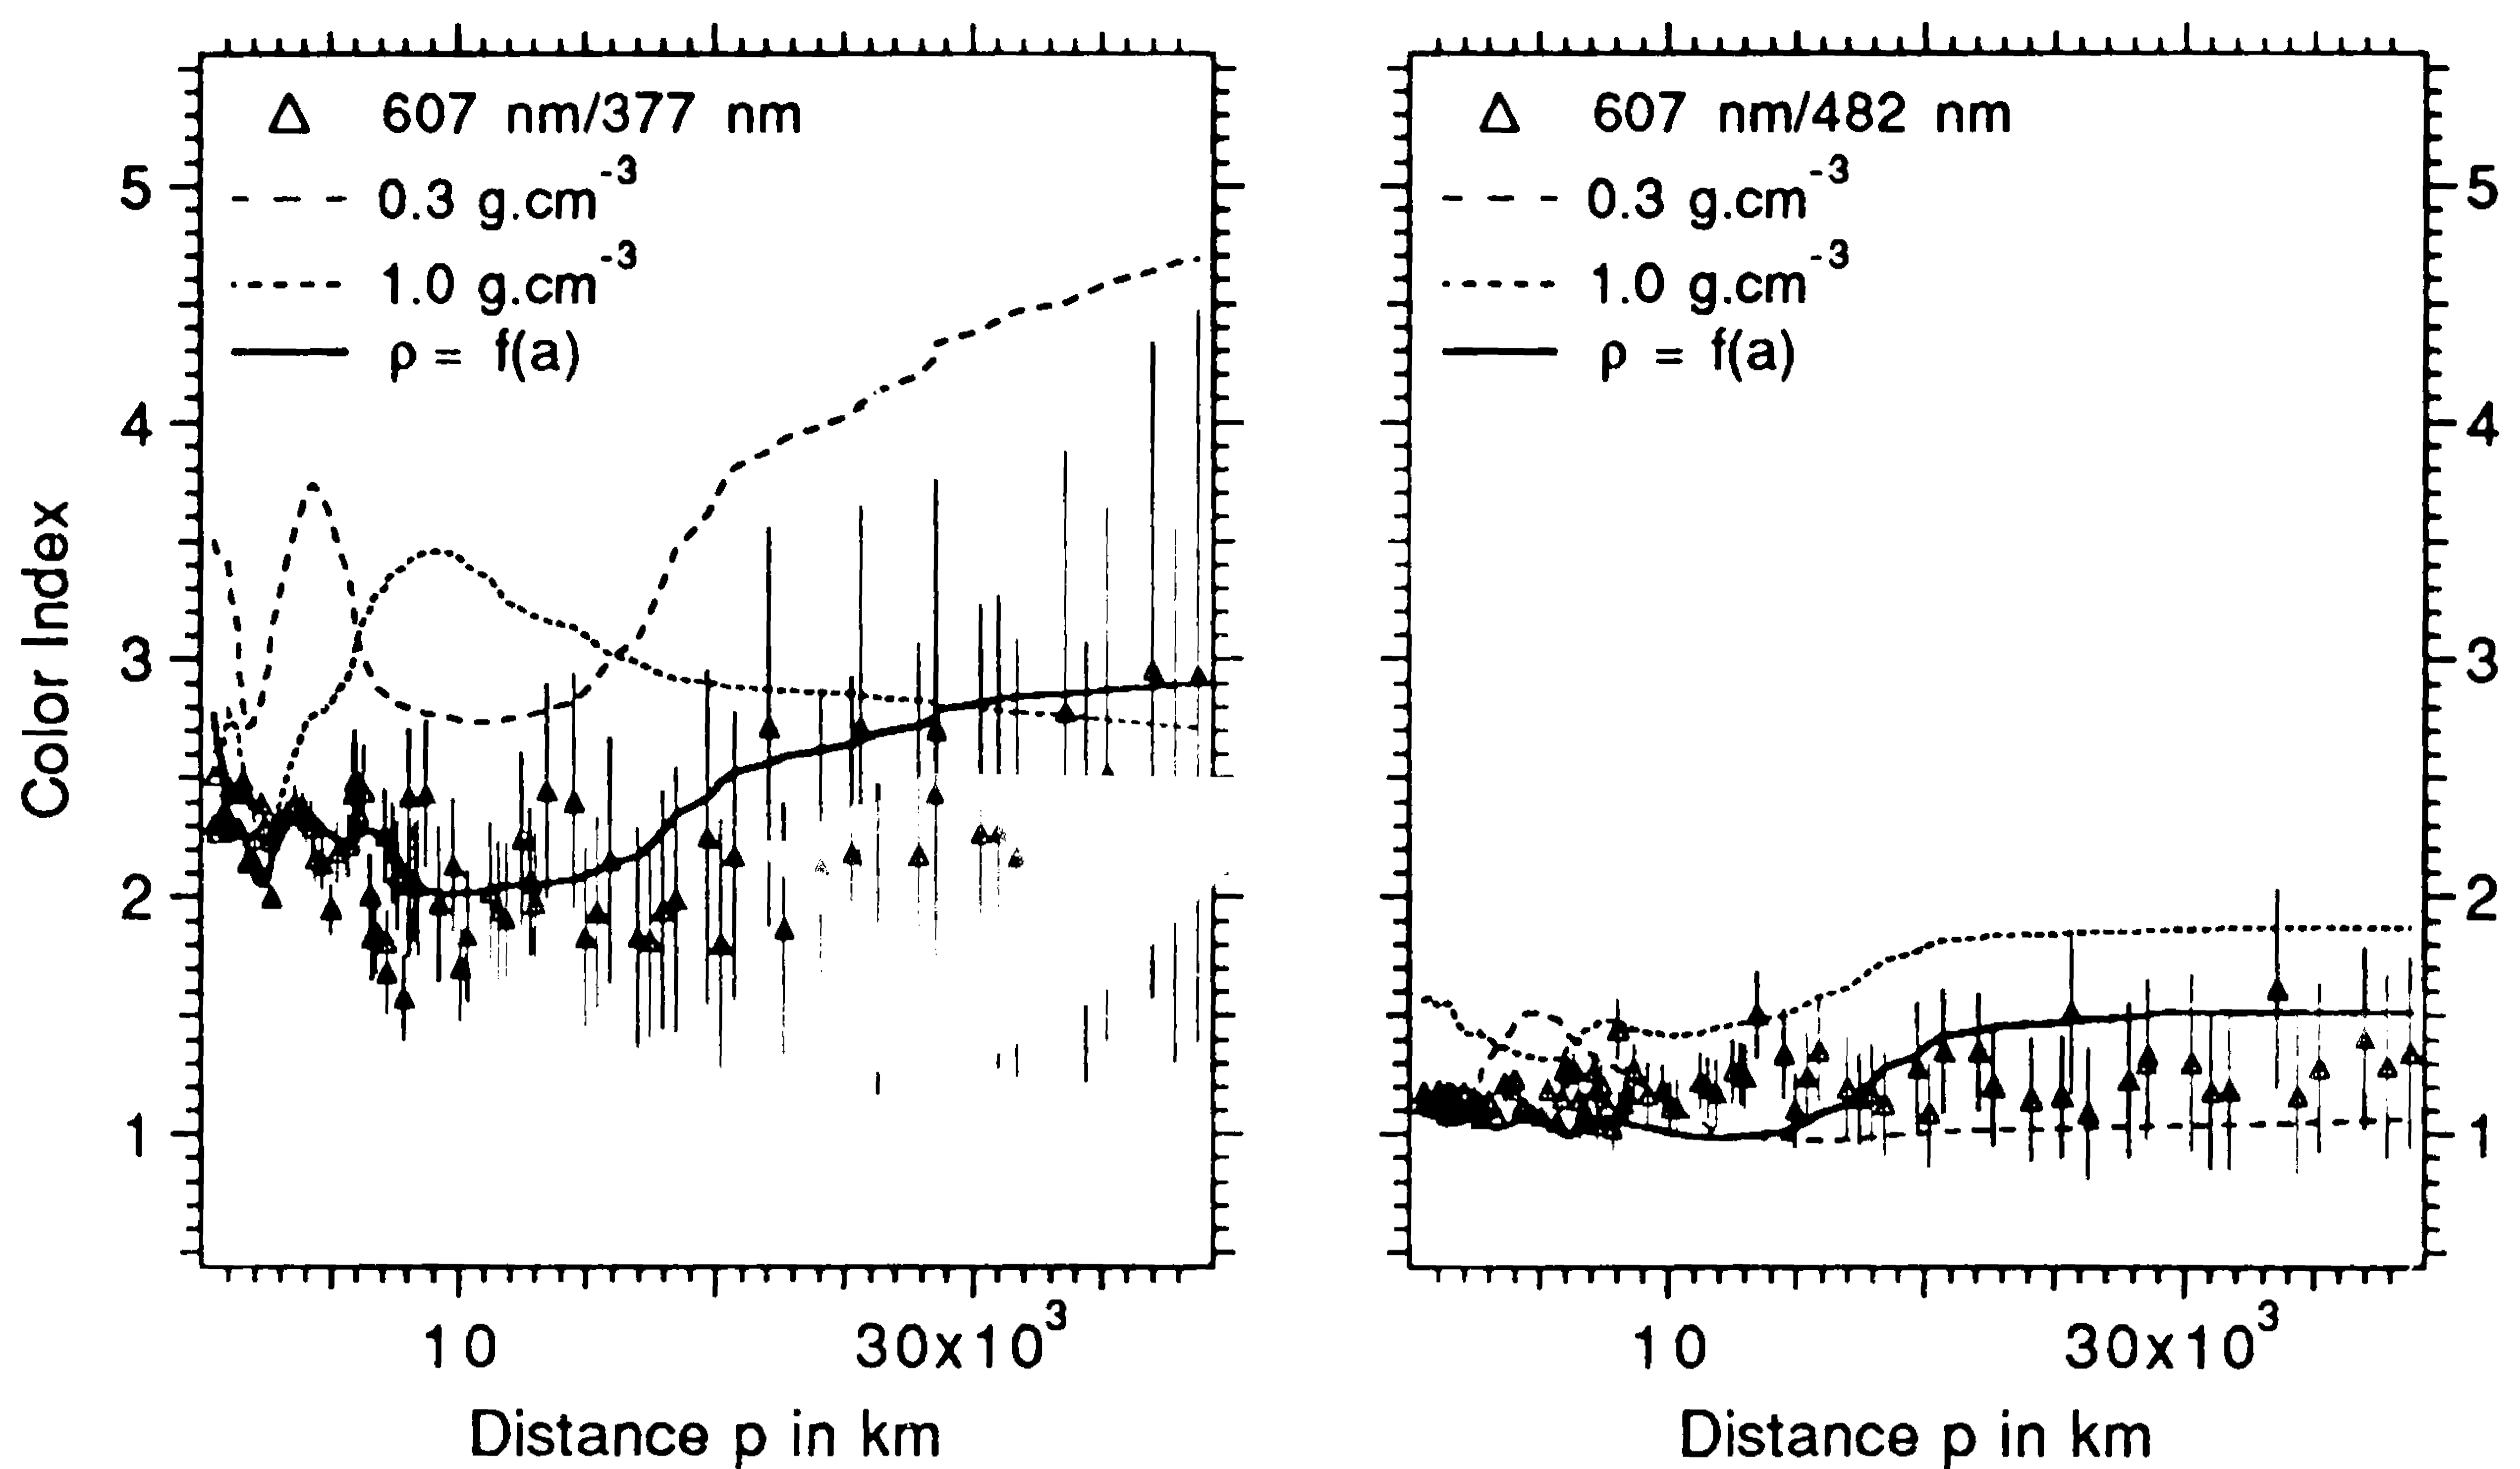 607 nm/377 nm
0.3 g.cm-3
1.0 g.cm-3
ρ = f(a)
5
4
3
2
1
Color Index
10
30x103
Distance p in km
607 nm/482 nm
0.3 g.cm-3
1.0 g.cm-3
ρ = f(a)
5
4
3
2
1
10
30x103
Distance p in km